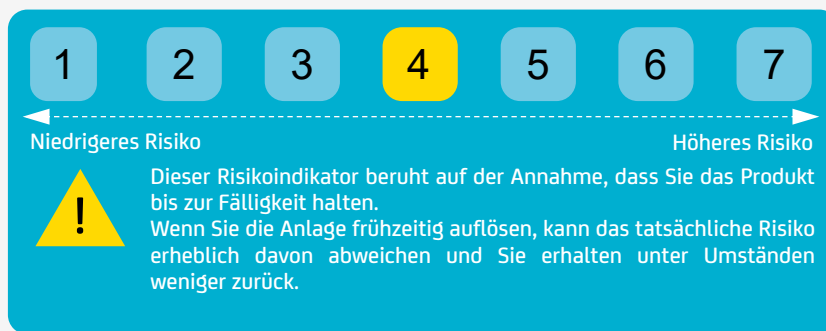 1 2 3 4 5 6 7
Niedrigeres Risiko Höheres Risiko
Dieser Risikoindikator beruht auf der Annahme, dass Sie das Produkt
bis zur Fälligkeit halten.
!
Wenn Sie die Anlage frühzeitig auflösen, kann das tatsächliche Risiko
erheblich davon abweichen und Sie erhalten unter Umständen
weniger zurück.